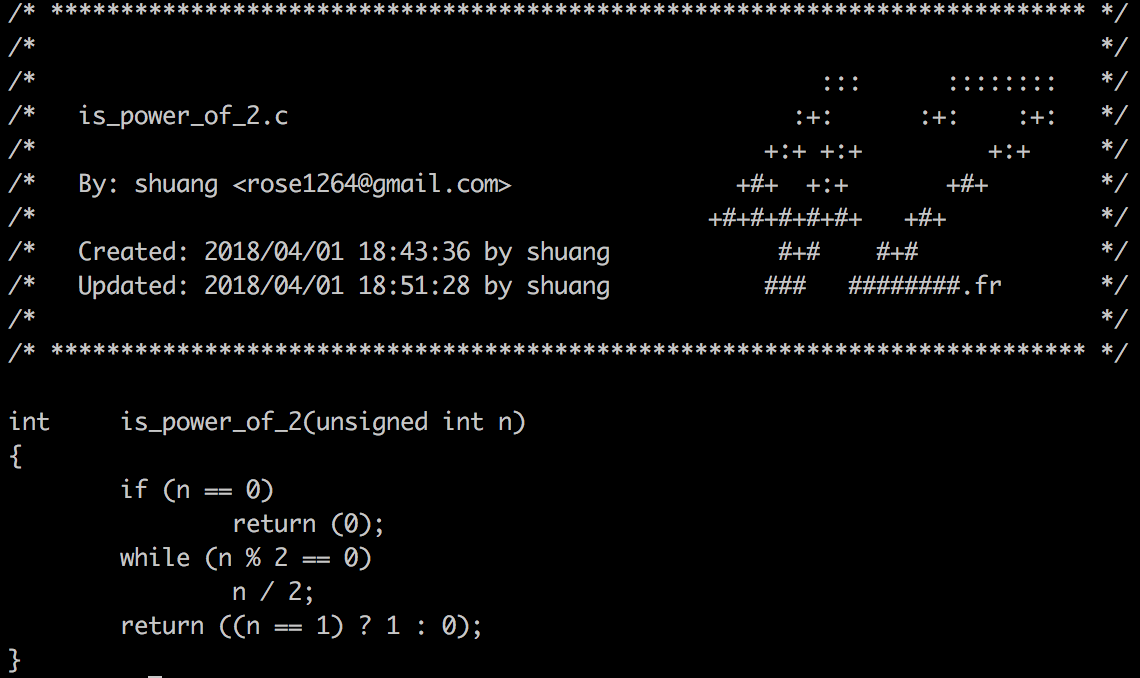 /* ************************************************************************** */
/*                                                                            */
/*                                                        :::      ::::::::   */
/*   is_power_of_2.c                                    :+:      :+:    :+:   */
/*                                                    +:+ +:+         +:+     */
/*   By: shuang <rose1264@gmail.com>                +#+  +:+       +#+        */
/*                                                +#+#+#+#+#+   +#+           */
/*   Created: 2018/04/01 18:43:36 by shuang            #+#    #+#             */
/*   Updated: 2018/04/01 18:51:28 by shuang           ###   ########.fr       */
/*                                                                            */
/* ************************************************************************** */

int     is_power_of_2(unsigned int n)
{
        if (n == 0)
                return (0);
        while (n % 2 == 0)
                n / 2;
        return ((n == 1) ? 1 : 0);
}